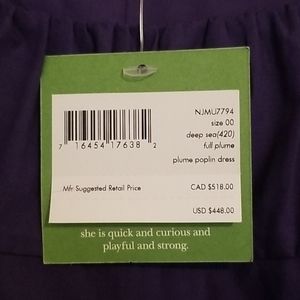 NJMU7794
size 00
deep sea(420)
full plume
plume poplin dress
7 16454 17638 2
Mfr Suggested Retail Price
CAD $518.00
USD $448.00
she is quick and curious and
playful and strong.